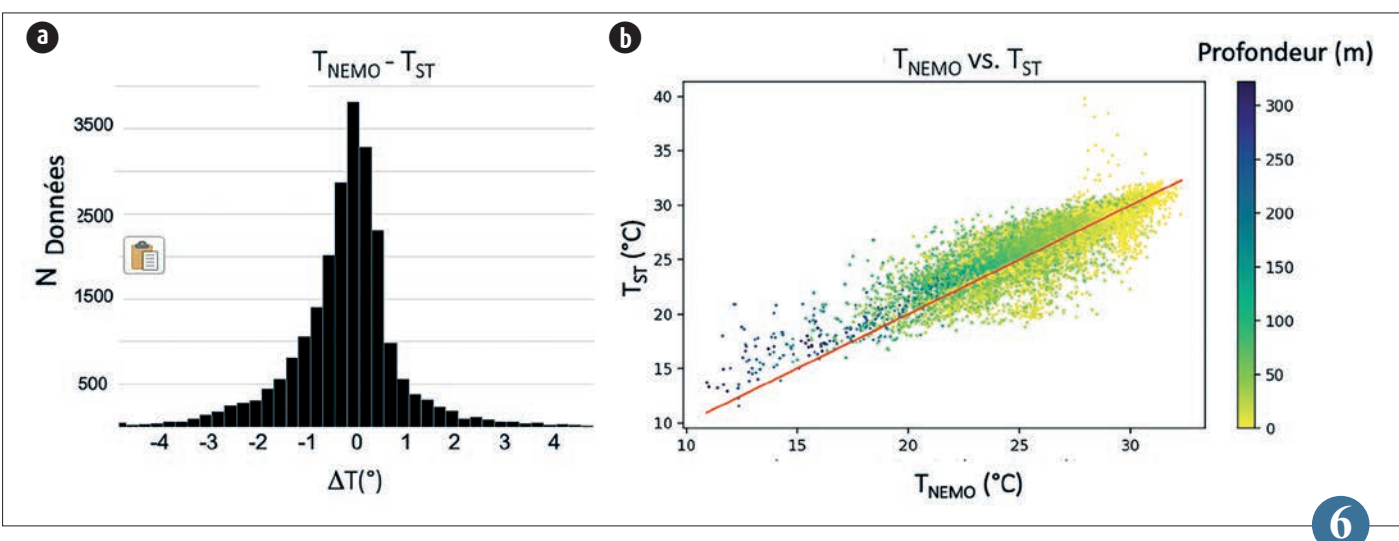 a
T_NEMO - T_ST
3500
2500
1500
500
N Données
-4 -3 -2 -1 0 1 2 3 4
ΔT(°)
b
T_NEMO vs. T_ST
Profondeur (m)
40
35
30
25
20
15
10
T_ST (°C)
10 15 20 25 30
T_NEMO (°C)
300
250
200
150
100
50
0
6